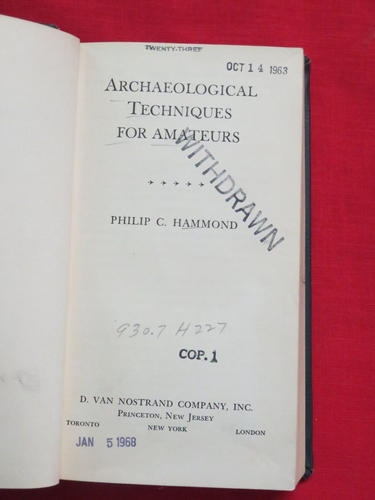 TWENTY-THREE
OCT 14 1963
ARCHAEOLOGICAL
TECHNIQUES
FOR AMATEURS
WITHDRAWN
PHILIP C. HAMMOND
930.7 H227
COP. 1
D. VAN NOSTRAND COMPANY, INC.
PRINCETON, NEW JERSEY
TORONTO NEW YORK LONDON
JAN 5 1968